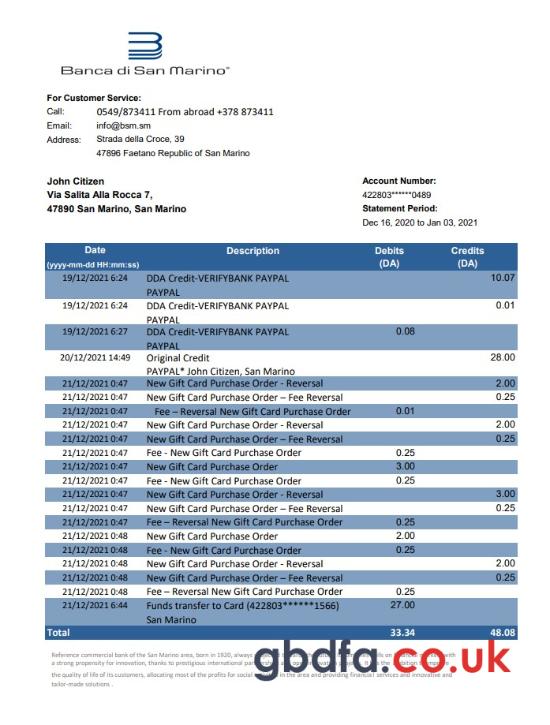 Banca di San Marino
For Customer Service:
Call: 0549/873411 From abroad +378 873411
Email: info@bsm.sm
Address: Strada della Croce, 39
47896 Faetano Republic of San Marino
John Citizen
Via Salita Alla Rocca 7,
47890 San Marino, San Marino
Account Number:
422803******0489
Statement Period:
Dec 16, 2020 to Jan 03, 2021
Date Description Debits Credits
(yyyy-mm-dd HH:mm:ss) (DA) (DA)
19/12/2021 6:24 DDA Credit-VERIFYBANK PAYPAL 10.07
PAYPAL
19/12/2021 6:24 DDA Credit-VERIFYBANK PAYPAL 0.01
PAYPAL
19/12/2021 6:27 DDA Credit-VERIFYBANK PAYPAL 0.08
PAYPAL
20/12/2021 14:49 Original Credit 28.00
PAYPAL* John Citizen, San Marino
21/12/2021 0:47 New Gift Card Purchase Order - Reversal 2.00
21/12/2021 0:47 New Gift Card Purchase Order – Fee Reversal 0.25
21/12/2021 0:47 Fee – Reversal New Gift Card Purchase Order 0.01
21/12/2021 0:47 New Gift Card Purchase Order - Reversal 2.00
21/12/2021 0:47 New Gift Card Purchase Order – Fee Reversal 0.25
21/12/2021 0:47 Fee - New Gift Card Purchase Order 0.25
21/12/2021 0:47 New Gift Card Purchase Order 3.00
21/12/2021 0:47 Fee - New Gift Card Purchase Order 0.25
21/12/2021 0:47 New Gift Card Purchase Order - Reversal 3.00
21/12/2021 0:47 New Gift Card Purchase Order – Fee Reversal 0.25
21/12/2021 0:47 Fee – Reversal New Gift Card Purchase Order 0.25
21/12/2021 0:48 New Gift Card Purchase Order 2.00
21/12/2021 0:48 Fee - New Gift Card Purchase Order 0.25
21/12/2021 0:48 New Gift Card Purchase Order - Reversal 2.00
21/12/2021 0:48 New Gift Card Purchase Order – Fee Reversal 0.25
21/12/2021 0:48 Fee – Reversal New Gift Card Purchase Order 0.25
21/12/2021 6:44 Funds transfer to Card (422803******1566) 27.00
San Marino
Total 33.34 48.08
gbdfa.co.uk
Reference commercial bank of the San Marino area, born in 1920, always
a strong propensity for innovation, thanks to prestigious international
the quality of life of its customers, allocating most of the profits for social in the area and providing financial services and innovative and
tailor-made solutions .